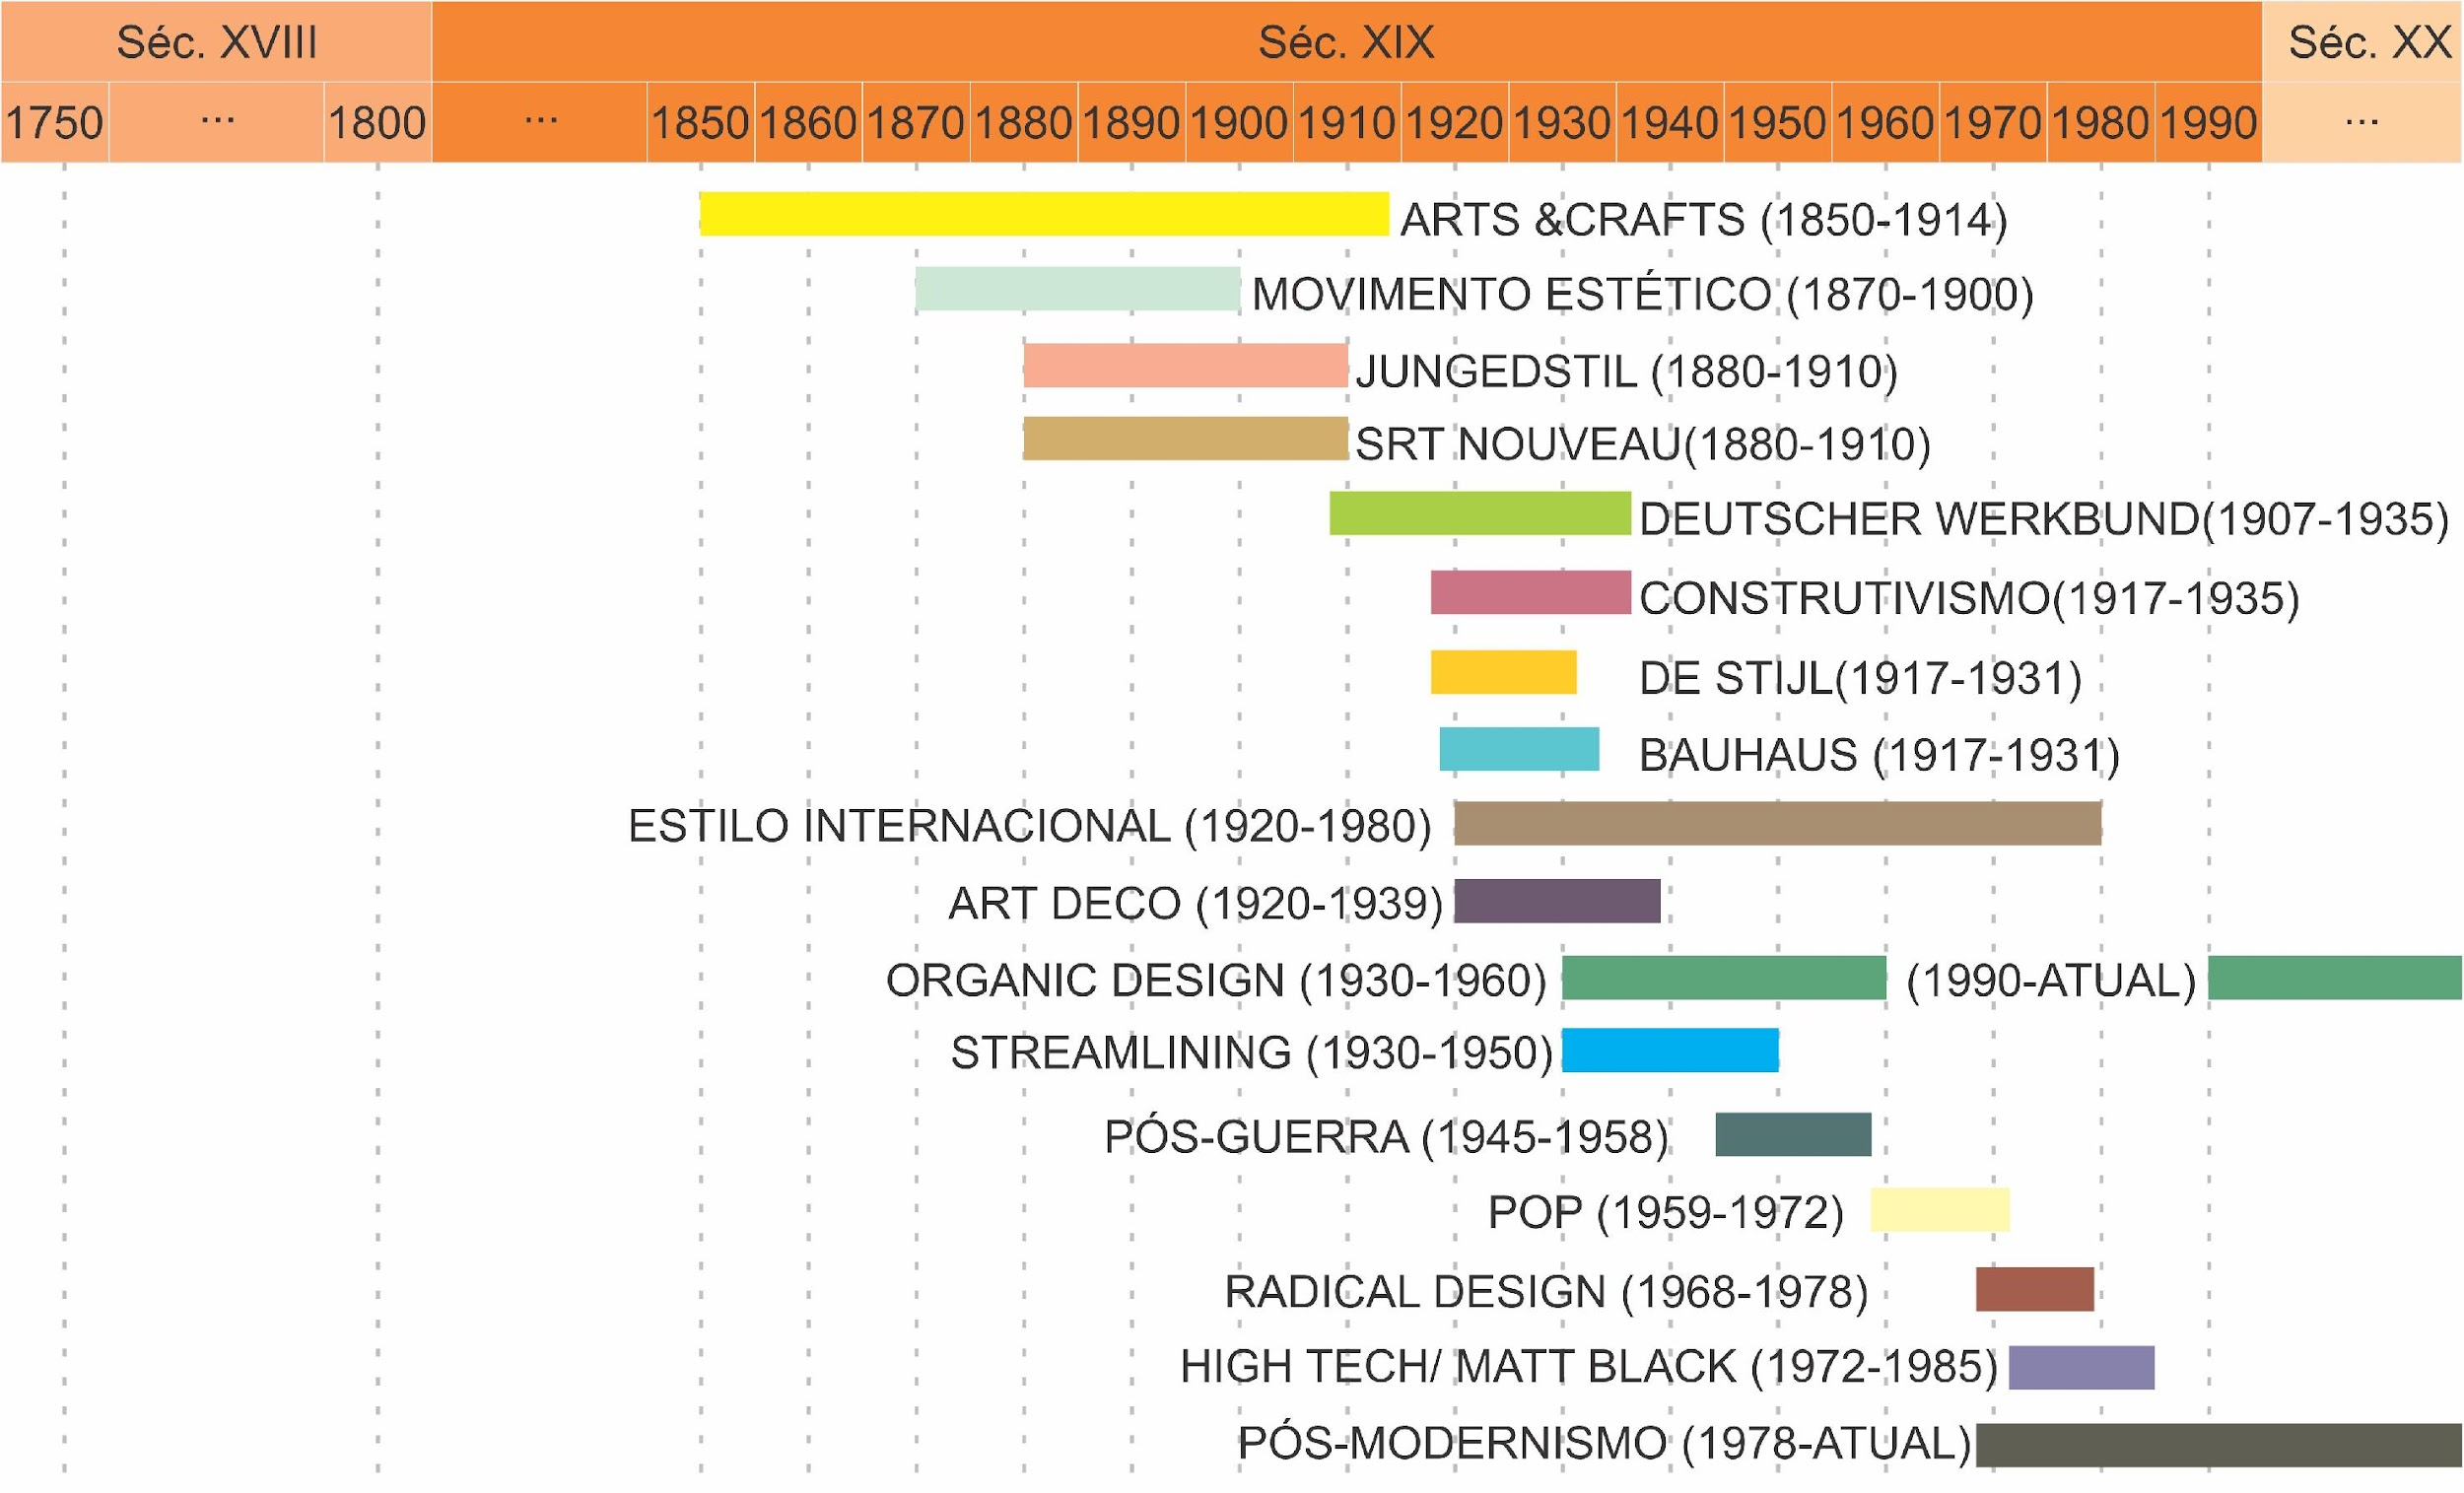 Séc. XVIII Séc. XIX Séc. XX
1750 ... 1800 ... 1850 1860 1870 1880 1890 1900 1910 1920 1930 1940 1950 1960 1970 1980 1990 ...
ARTS &CRAFTS (1850-1914)
MOVIMENTO ESTÉTICO (1870-1900)
JUNGEDSTIL (1880-1910)
SRT NOUVEAU(1880-1910)
DEUTSCHER WERKBUND(1907-1935)
CONSTRUTIVISMO(1917-1935)
DE STIJL(1917-1931)
BAUHAUS (1917-1931)
ESTILO INTERNACIONAL (1920-1980)
ART DECO (1920-1939)
ORGANIC DESIGN (1930-1960) (1990-ATUAL)
STREAMLINING (1930-1950)
PÓS-GUERRA (1945-1958)
POP (1959-1972)
RADICAL DESIGN (1968-1978)
HIGH TECH/ MATT BLACK (1972-1985)
PÓS-MODERNISMO (1978-ATUAL)